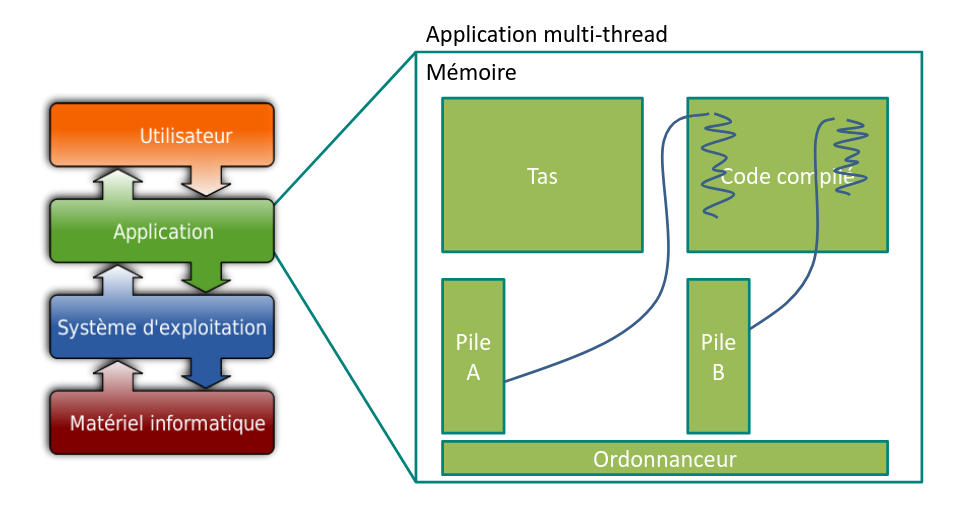 Application multi-thread
Mémoire
Utilisateur
Application
Système d'exploitation
Matériel informatique
Tas
Code compilé
Pile
A
Pile
B
Ordonnanceur